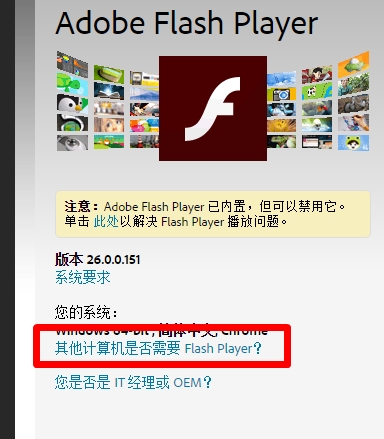 Adobe Flash Player
注意：Adobe Flash Player 已内置，但可以禁用它。
单击 此处以解决 Flash Player 播放问题。
版本 26.0.0.151
系统要求
您的系统：
Windows 64-bit , 简体中文, Chrome
其他计算机是否需要 Flash Player？
您是否是 IT 经理或 OEM？